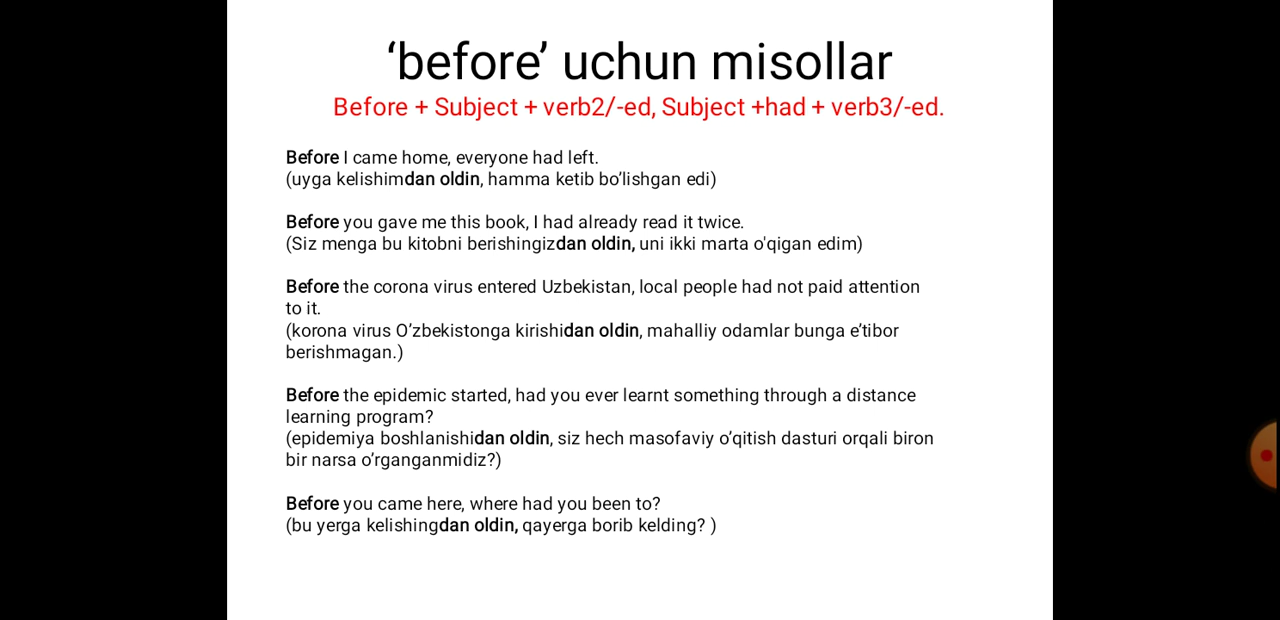 ‘before’ uchun misollar
Before + Subject + verb2/-ed, Subject +had + verb3/-ed.
Before I came home, everyone had left.
(uyga kelishimdan oldin, hamma ketib bo’lishgan edi)
Before you gave me this book, I had already read it twice.
(Siz menga bu kitobni berishingizdan oldin, uni ikki marta o'qigan edim)
Before the corona virus entered Uzbekistan, local people had not paid attention
to it.
(korona virus O’zbekistonga kirishidan oldin, mahalliy odamlar bunga e’tibor
berishmagan.)
Before the epidemic started, had you ever learnt something through a distance
learning program?
(epidemiya boshlanishidan oldin, siz hech masofaviy o’qitish dasturi orqali biron
bir narsa o’rganganmidiz?)
Before you came here, where had you been to?
(bu yerga kelishingdan oldin, qayerga borib kelding? )